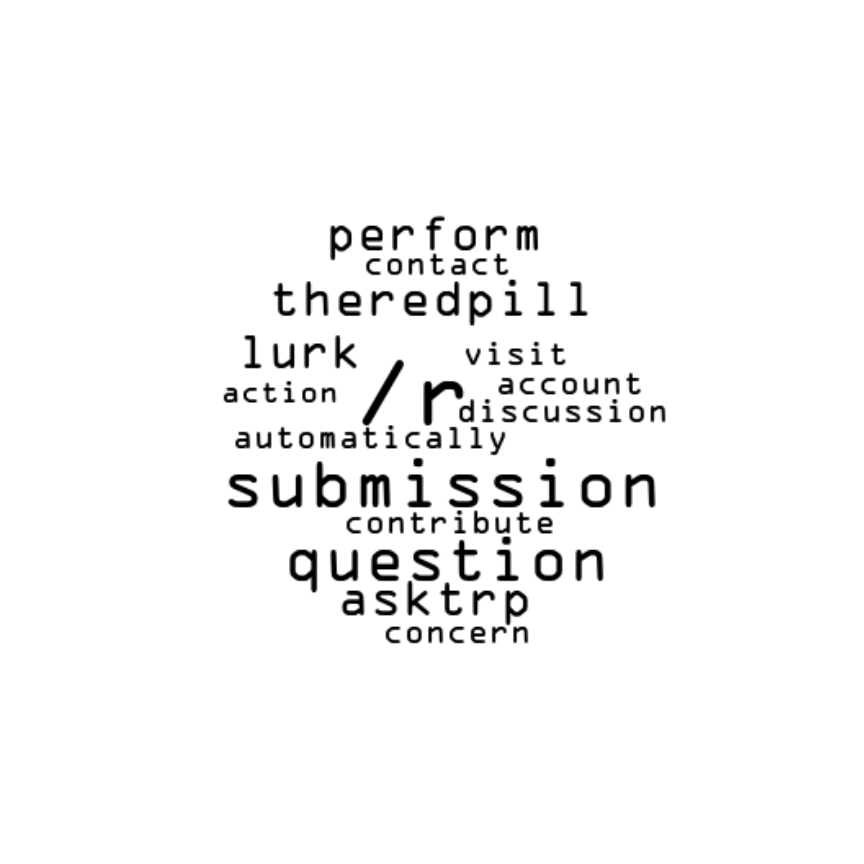 perform
contact
theredpill
lurk
visit
action
/r
account
discussion
automatically
submission
contribute
question
asktrp
concern